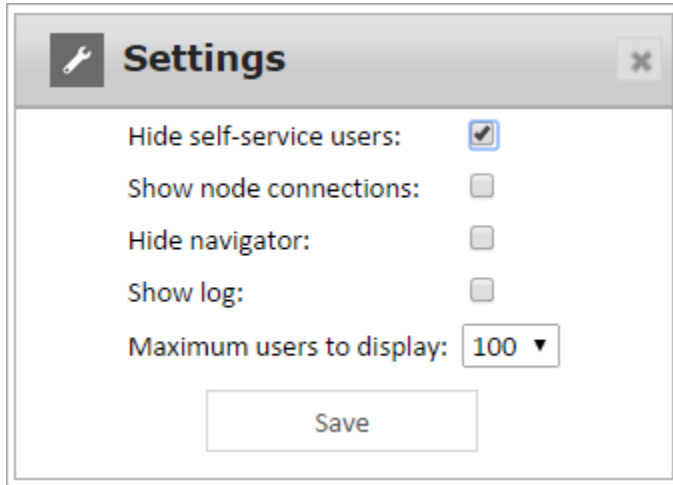 Settings
Hide self-service users:
Show node connections:
Hide navigator:
Show log:
Maximum users to display: 100
Save